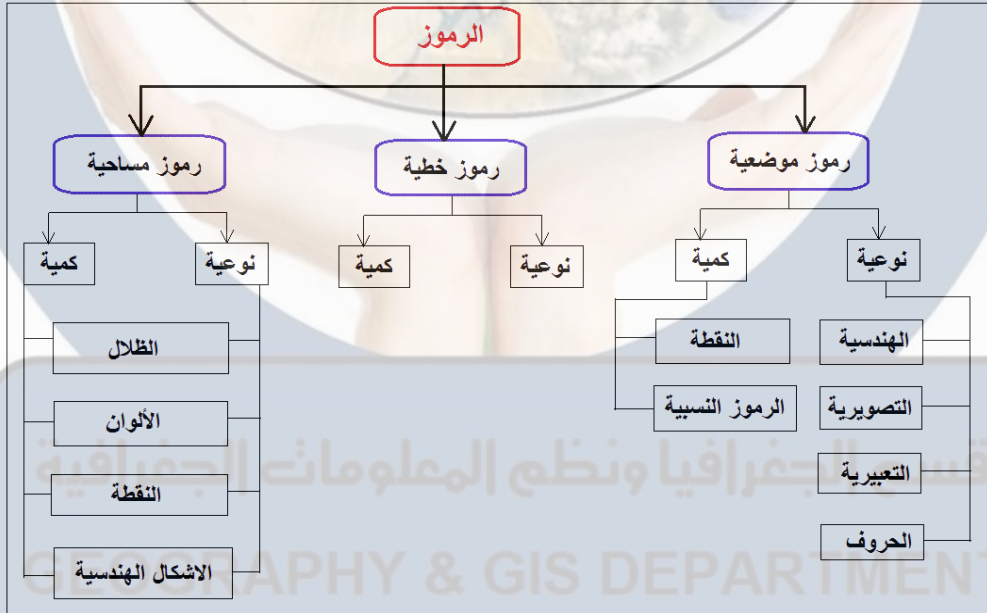 الرموز
رموز موضعية
رموز خطية
رموز مساحية
نوعية
كمية
نوعية
كمية
نوعية
كمية
الهندسية
التصويرية
التعبيرية
الحروف
النقطة
الرموز النسبية
الظلال
الألوان
النقطة
الاشكال الهندسية
قسم الجغرافيا ونظم المعلومات الجغرافية
GEOGRAPHY & GIS DEPARTMENT